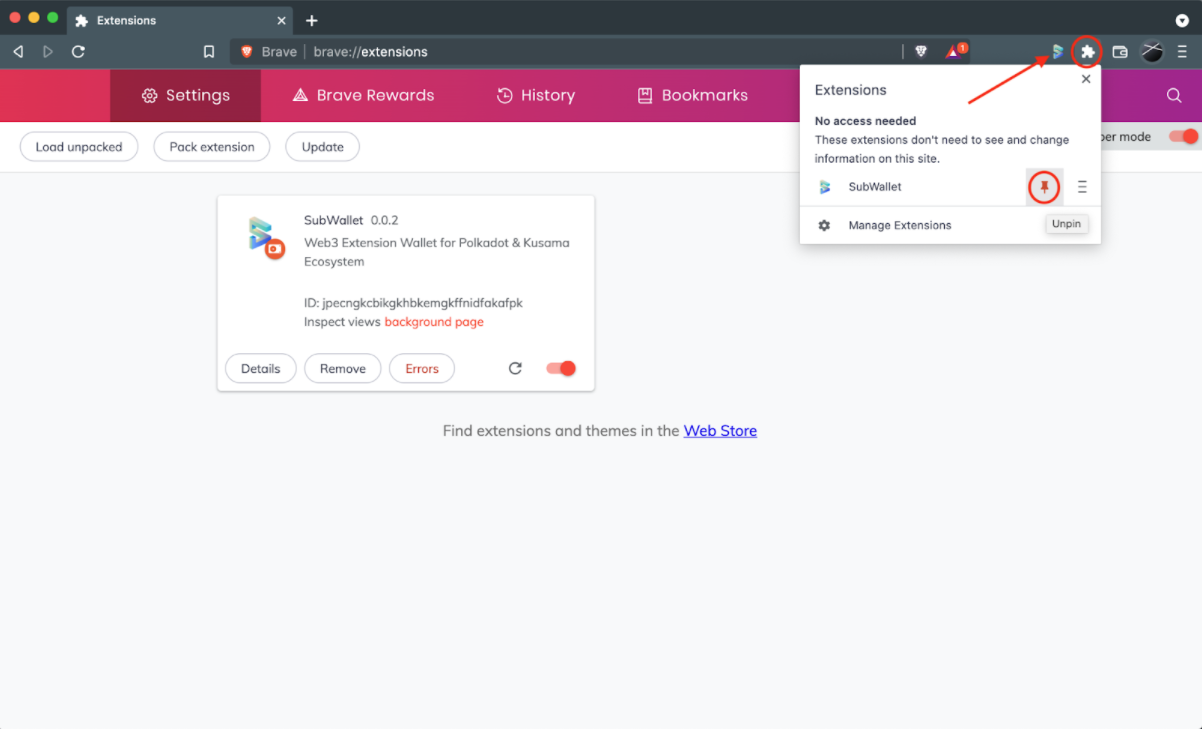 Extensions
Brave brave://extensions
1
Settings Brave Rewards History Bookmarks
Extensions
No access needed
These extensions don't need to see and change
information on this site.
SubWallet
Manage Extensions
Unpin
per mode
Load unpacked Pack extension Update
SubWallet 0.0.2
Web3 Extension Wallet for Polkadot & Kusama
Ecosystem
ID: jpecngkcbikgkhbkemgkffnidfakafpk
Inspect views background page
Details Remove Errors
Find extensions and themes in the Web Store